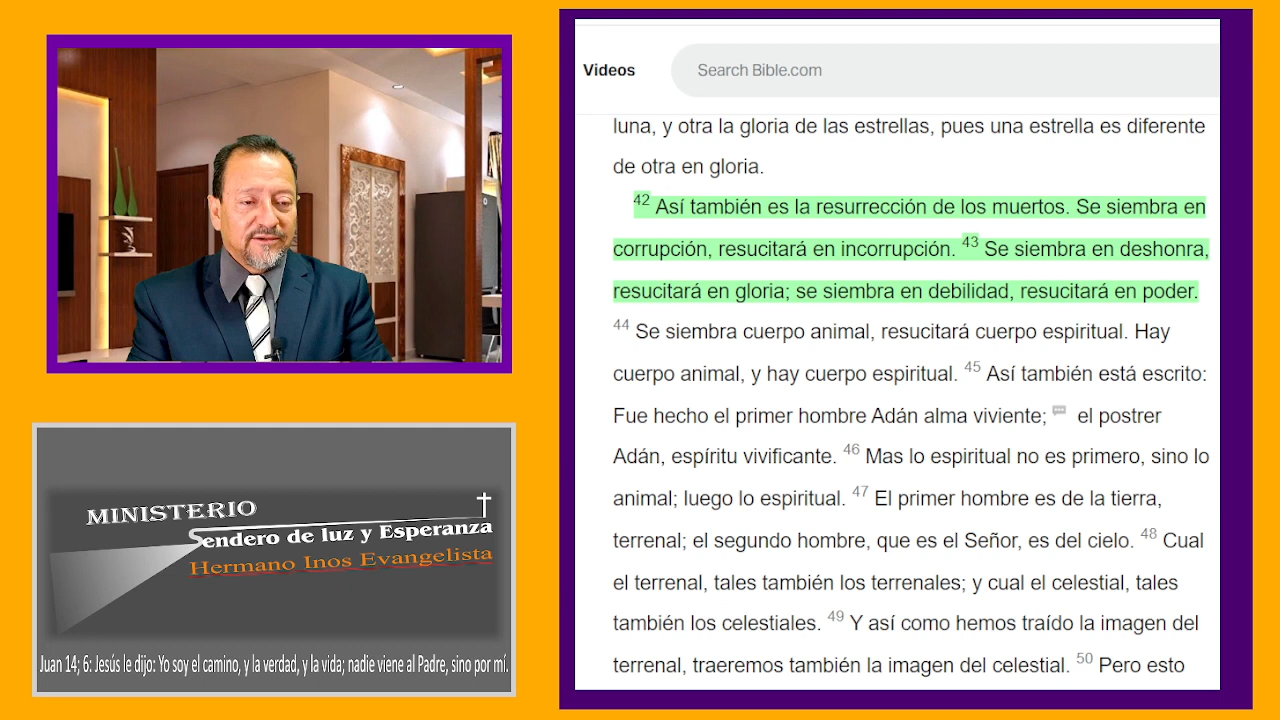 Videos
Search Bible.com
luna, y otra la gloria de las estrellas, pues una estrella es diferente
de otra en gloria.
42 Así también es la resurrección de los muertos. Se siembra en
corrupción, resucitará en incorrupción. 43 Se siembra en deshonra,
resucitará en gloria; se siembra en debilidad, resucitará en poder.
44 Se siembra cuerpo animal, resucitará cuerpo espiritual. Hay
cuerpo animal, y hay cuerpo espiritual. 45 Así también está escrito:
Fue hecho el primer hombre Adán alma viviente; el postrer
Adán, espíritu vivificante. 46 Mas lo espiritual no es primero, sino lo
animal; luego lo espiritual. 47 El primer hombre es de la tierra,
terrenal; el segundo hombre, que es el Señor, es del cielo. 48 Cual
el terrenal, tales también los terrenales; y cual el celestial, tales
también los celestiales. 49 Y así como hemos traído la imagen del
terrenal, traeremos también la imagen del celestial. 50 Pero esto
MINISTERIO
Sendero de luz y Esperanza
Hermano Inos Evangelista
Juan 14; 6: Jesús le dijo: Yo soy el camino, y la verdad, y la vida; nadie viene al Padre, sino por mí.